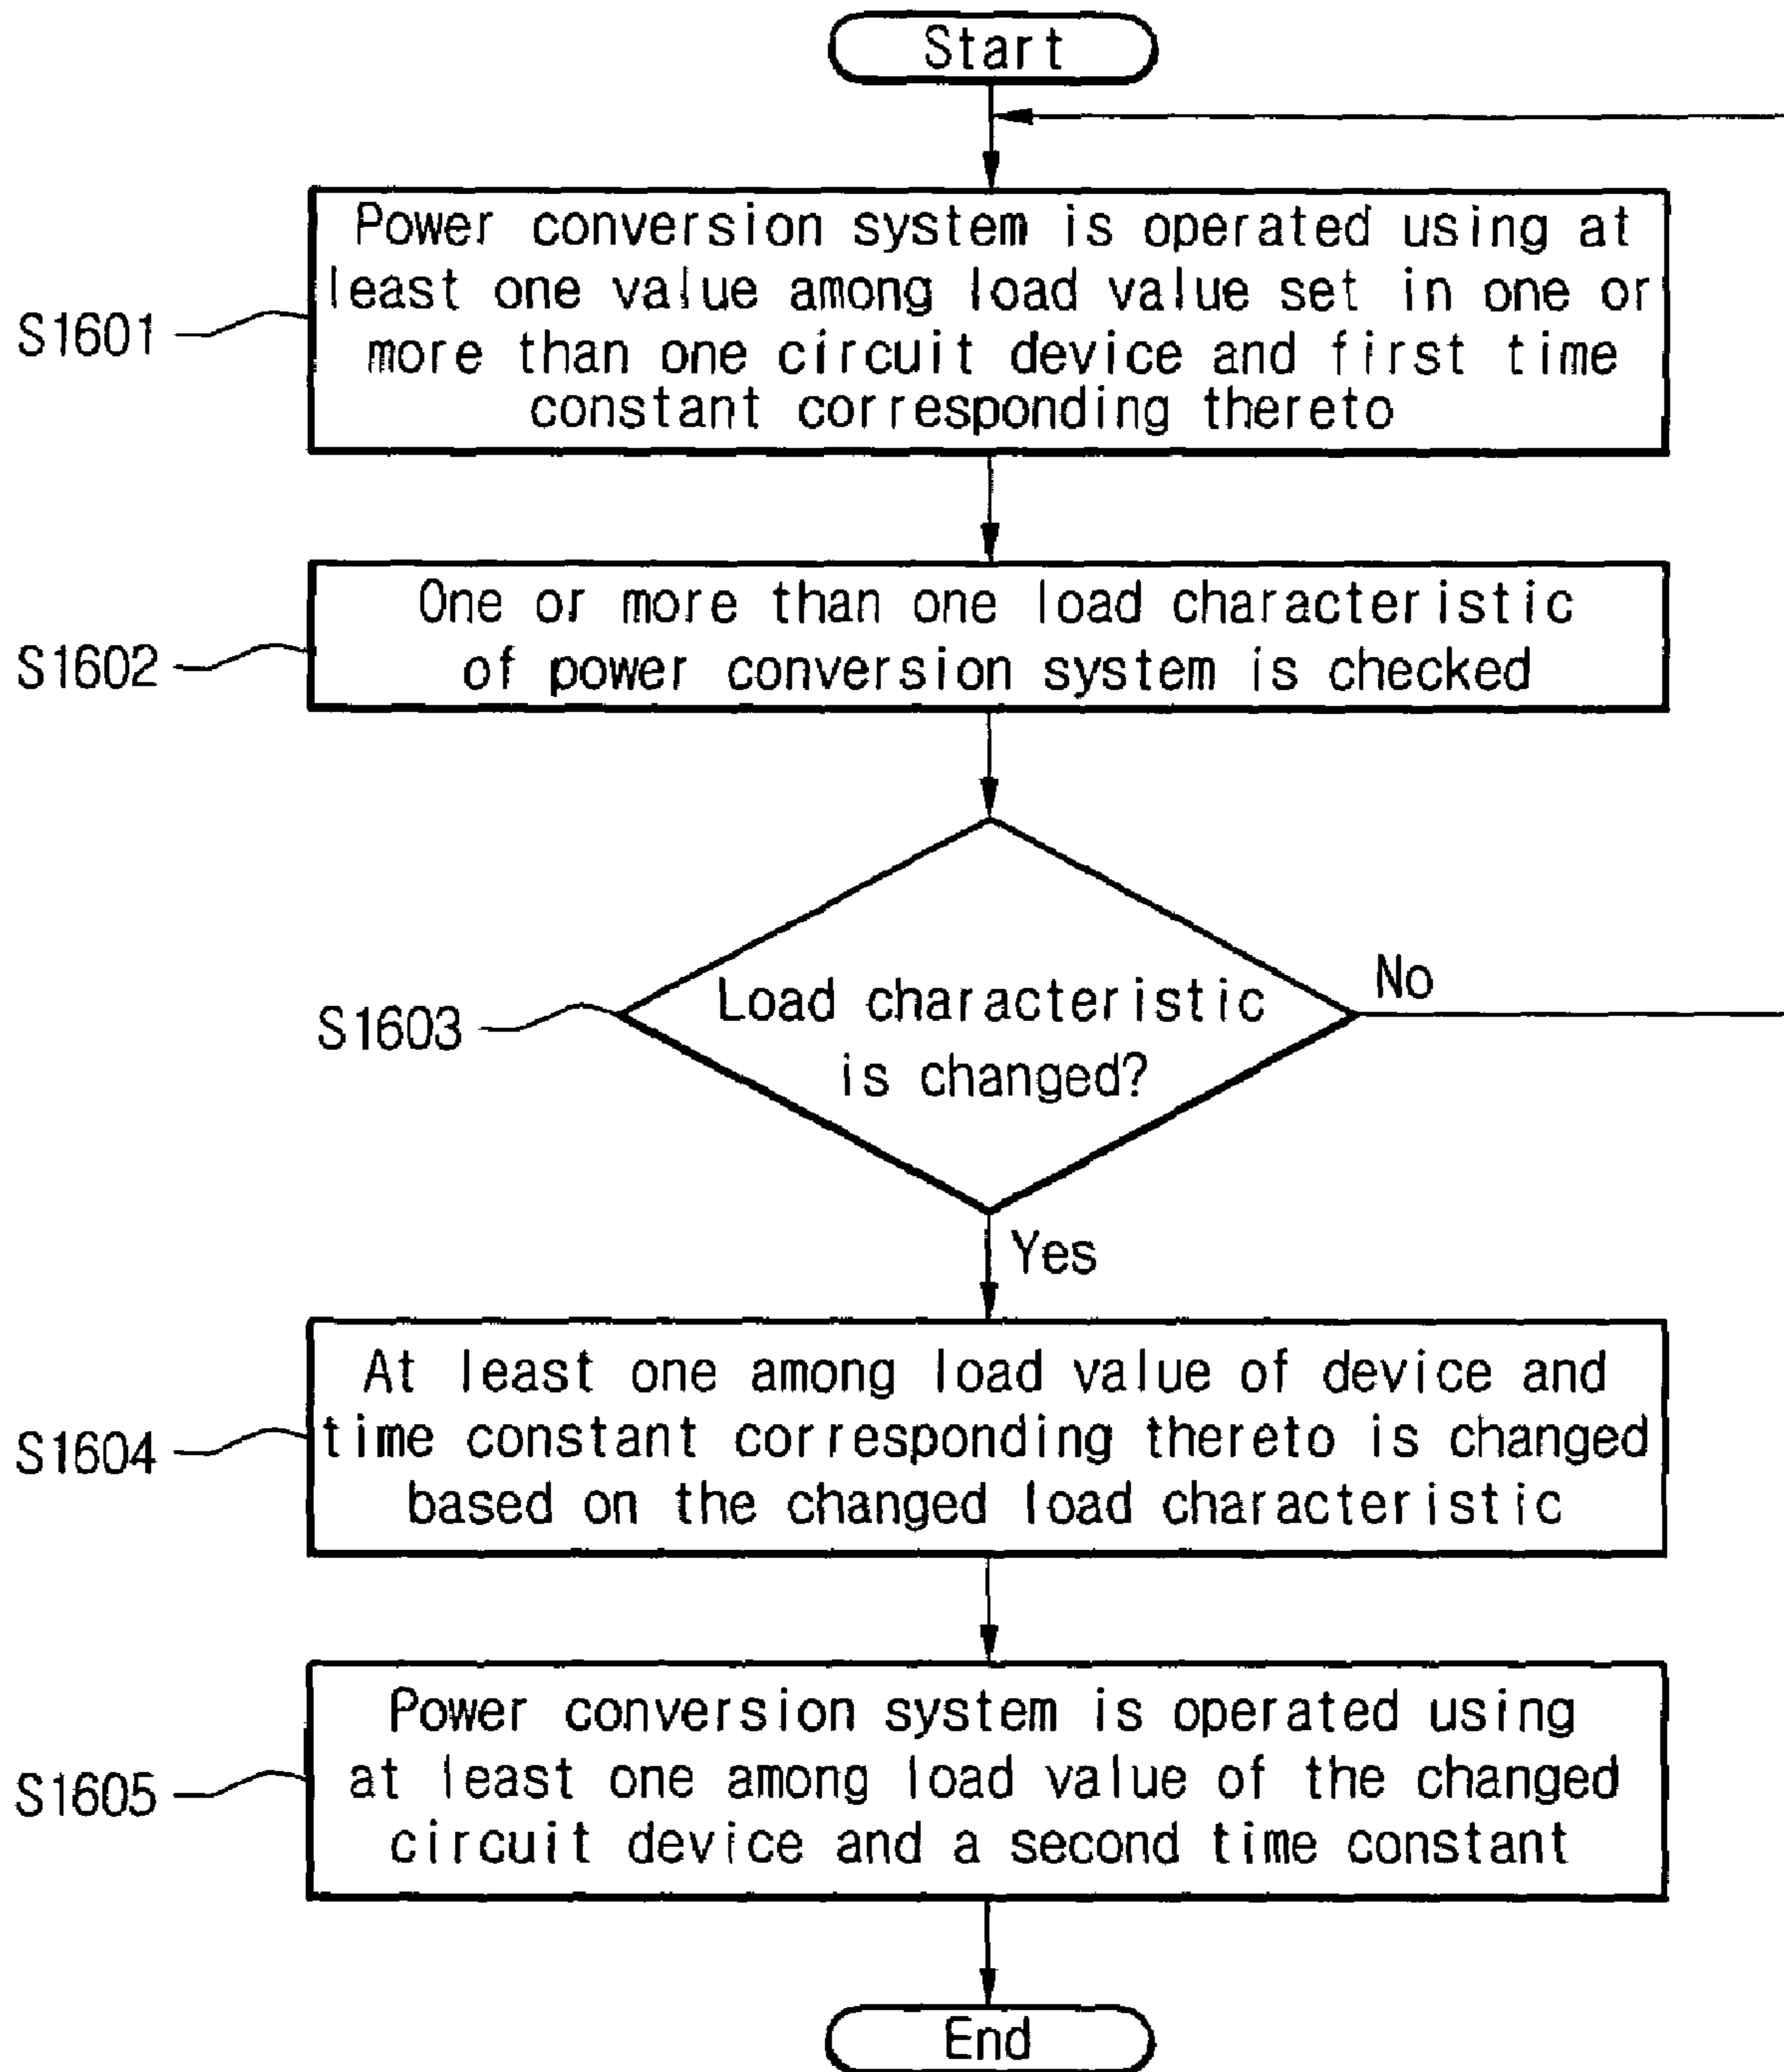 Start
Power conversion system is operated using at
least one value among load value set in one or
more than one circuit device and first time
constant corresponding thereto
S1601
One or more than one load characteristic
of power conversion system is checked
S1602
Load characteristic
is changed?
S1603
No
Yes
At least one among load value of device and
time constant corresponding thereto is changed
based on the changed load characteristic
S1604
Power conversion system is operated using
at least one among load value of the changed
circuit device and a second time constant
S1605
End